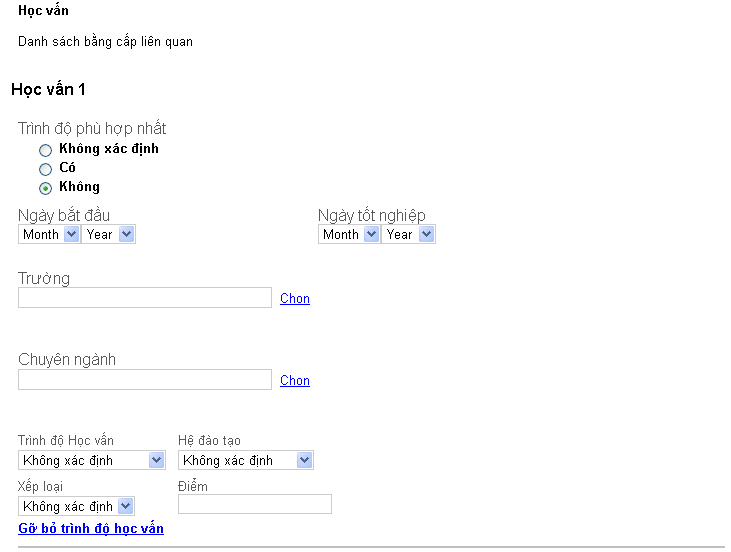 Học vấn
Danh sách bằng cấp liên quan
Học vấn 1
Trình độ phù hợp nhất
Không xác định
Có
Không
Ngày bắt đầu Ngày tốt nghiệp
Month Year Month Year
Trường
Chon
Chuyên ngành
Chon
Trình độ Học vấn Hệ đào tạo
Không xác định Không xác định
Xếp loại Điểm
Không xác định
Gỡ bỏ trình độ học vấn